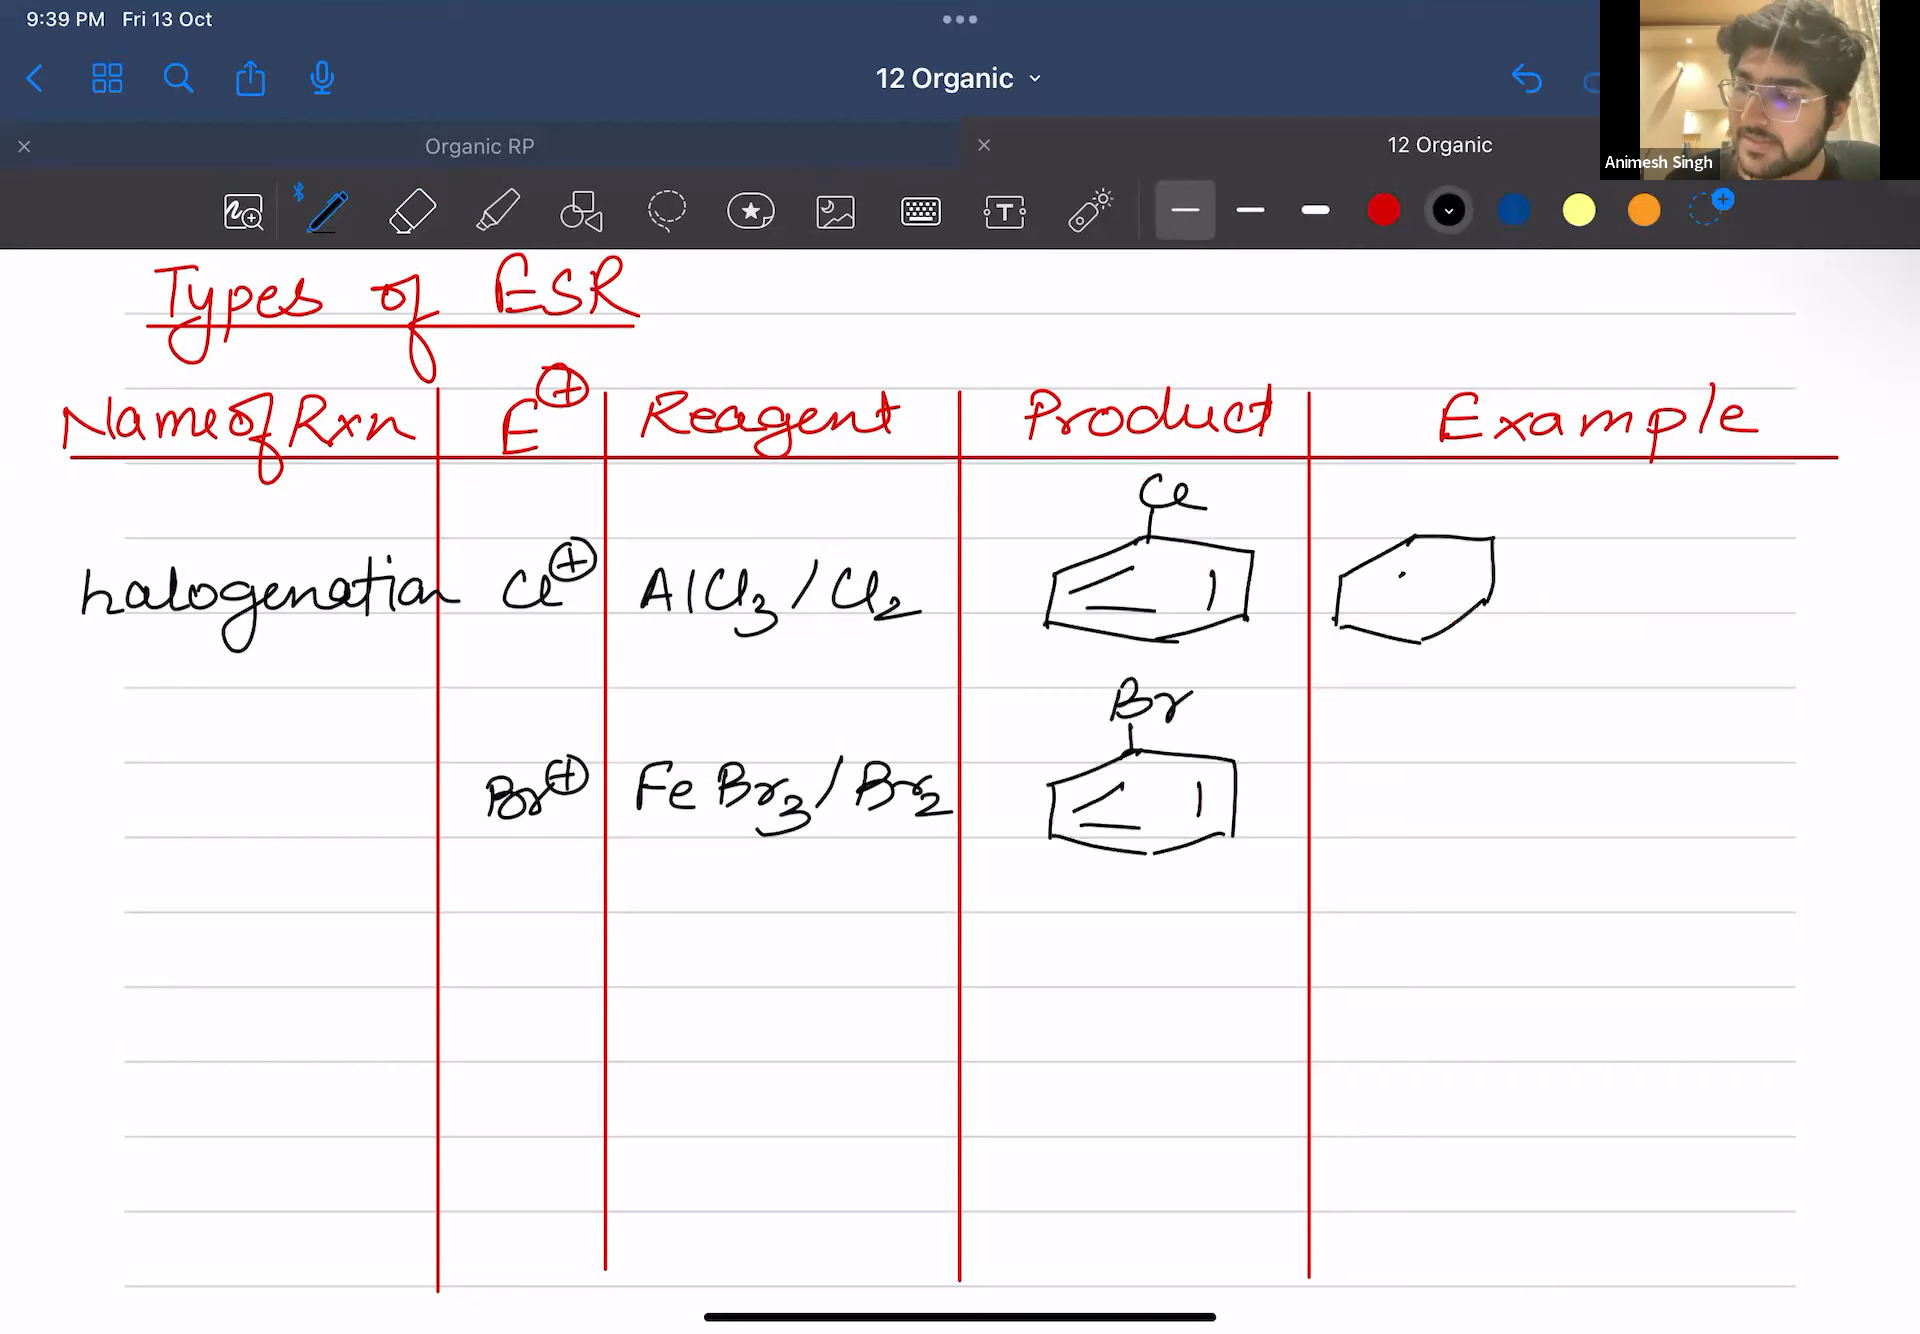 9:39 PM Fri 13 Oct
12 Organic
Organic RP
12 Organic
Animesh Singh
T
Types of ESR
Name of Rxn E⊕ Reagent Product Example
Cl
halogenation Cl⊕ AlCl3 / Cl2
Br
Br⊕ FeBr3 / Br2